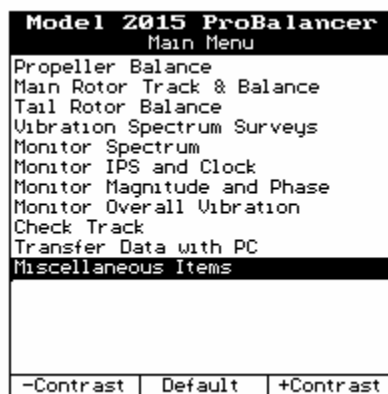 Model 2015 ProBalancer
Main Menu
Propeller Balance
Main Rotor Track & Balance
Tail Rotor Balance
Vibration Spectrum Surveys
Monitor Spectrum
Monitor IPS and Clock
Monitor Magnitude and Phase
Monitor Overall Vibration
Check Track
Transfer Data with PC
Miscellaneous Items
-Contrast Default +Contrast